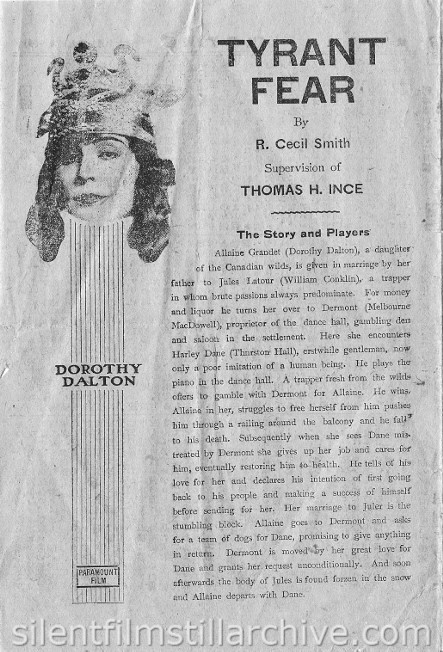 TYRANT
FEAR
By
R. Cecil Smith
Supervision of
THOMAS H. INCE
The Story and Players
Allaine Grandet (Dorothy Dalton), a daughter
of the Canadian wilds, is given in marriage by her
father to Jules Latour (William Conklin), a trapper
in whom brute passions always predominate. For money
and liquor he turns her over to Dermont (Melbourne
MacDowell), proprietor of the dance hall, gambling den
and saloon in the settlement. Here she encounters
Harley Dane (Thurston Hall), erstwhile gentleman, now
only a poor imitation of a human being. He plays the
piano in the dance hall. A trapper fresh from the wilds
offers to gamble with Dermont for Allaine. He wins.
Allaine in her, struggles to free herself from him pushes
him through a railing around the balcony and he falls
to his death. Subsequently when she sees Dane mis-
treated by Dermont she gives up her job and cares for
him, eventually restoring him to health. He tells of his
love for her and declares his intention of first going
back to his people and making a success of himself
before sending for her. Her marriage to Juler is the
stumbling block. Allaine goes to Dermont and asks
for a team of dogs for Dane, promising to give anything
in return. Dermont is moved by her great love for
Dane and grants her request unconditionally. And soon
afterwards the body of Jules is found forzen in the snow
and Allaine departs with Dane.
DOROTHY
DALTON
PARAMOUNT
FILM
silentfilmstillarchive.com